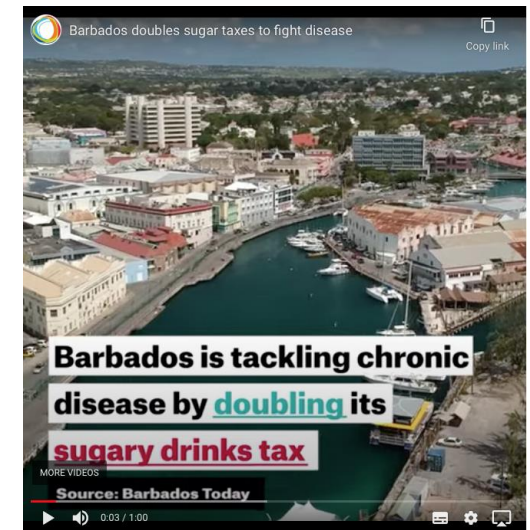 Barbados doubles sugar taxes to fight disease
Copy link
Barbados is tackling chronic
disease by doubling its
sugary drinks tax
MORE VIDEOS
Source: Barbados Today
0:03 / 1:00